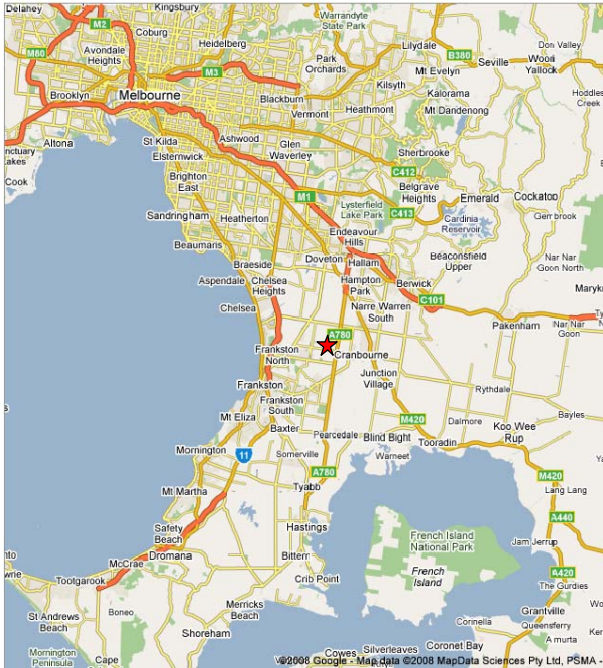 Delahey
Kingsbury
M2
Coburg
Warrandyte
State Park
M80
Avondale
Heights
Heidelberg
Lilydale
B380
Don Valley
Park
Orchards
Mt Evelyn
Seville
Woori
Yallock
M3
Kilsyth
Brooklyn
Melbourne
Blackburn
Kalorama
Hoddles
Creek
Vermont
Heathmont
Mt Dandenong
Altona
St Kilda
Ashwood
Elsternwick
Glen
Waverley
Sherbrooke
Cook
Brighton
East
C412
Belgrave
Heights
Emerald
Cockatoo
M1
Lysterfield
Lake Park
C413
Cardinia
Reservoir
Sandringham
Heatherton
Endeavour
Hills
Beaumaris
Doveton
Hallam
Beaconsfield
Upper
Nar Nar
Goon North
Braeside
Aspendale
Chelsea
Heights
Hampton
Park
Berwick
C101
Chelsea
Narre Warren
South
Pakenham
Nar Nar
Goon
A780
Frankston
North
Cranbourne
Junction
Village
Frankston
Rythdale
Frankston
South
Mt Eliza
M420
Dalmore
Bayles
Koo Wee
Rup
Baxter
Pearcedale
Blind Bight
Tooradin
Mornington
11
Somerville
Warneet
A780
M420
Mt Martha
Tyabb
Lang Lang
Safety
Beach
Hastings
A440
French Island
National Park
Jam Jerrup
McCrae
Dromana
Bittern
French
Island
A420
Tootgarook
Crib Point
The Gurdies
St Andrews
Beach
Boneo
Merricks
Beach
Grantville
Corinella
Queensferry
Shoreham
Mornington
Peninsula
Cape
Cowes
Silverleaves
Coronet Bay
©2008 Google - Map data ©2008 MapData Sciences Pty Ltd, PSMA -